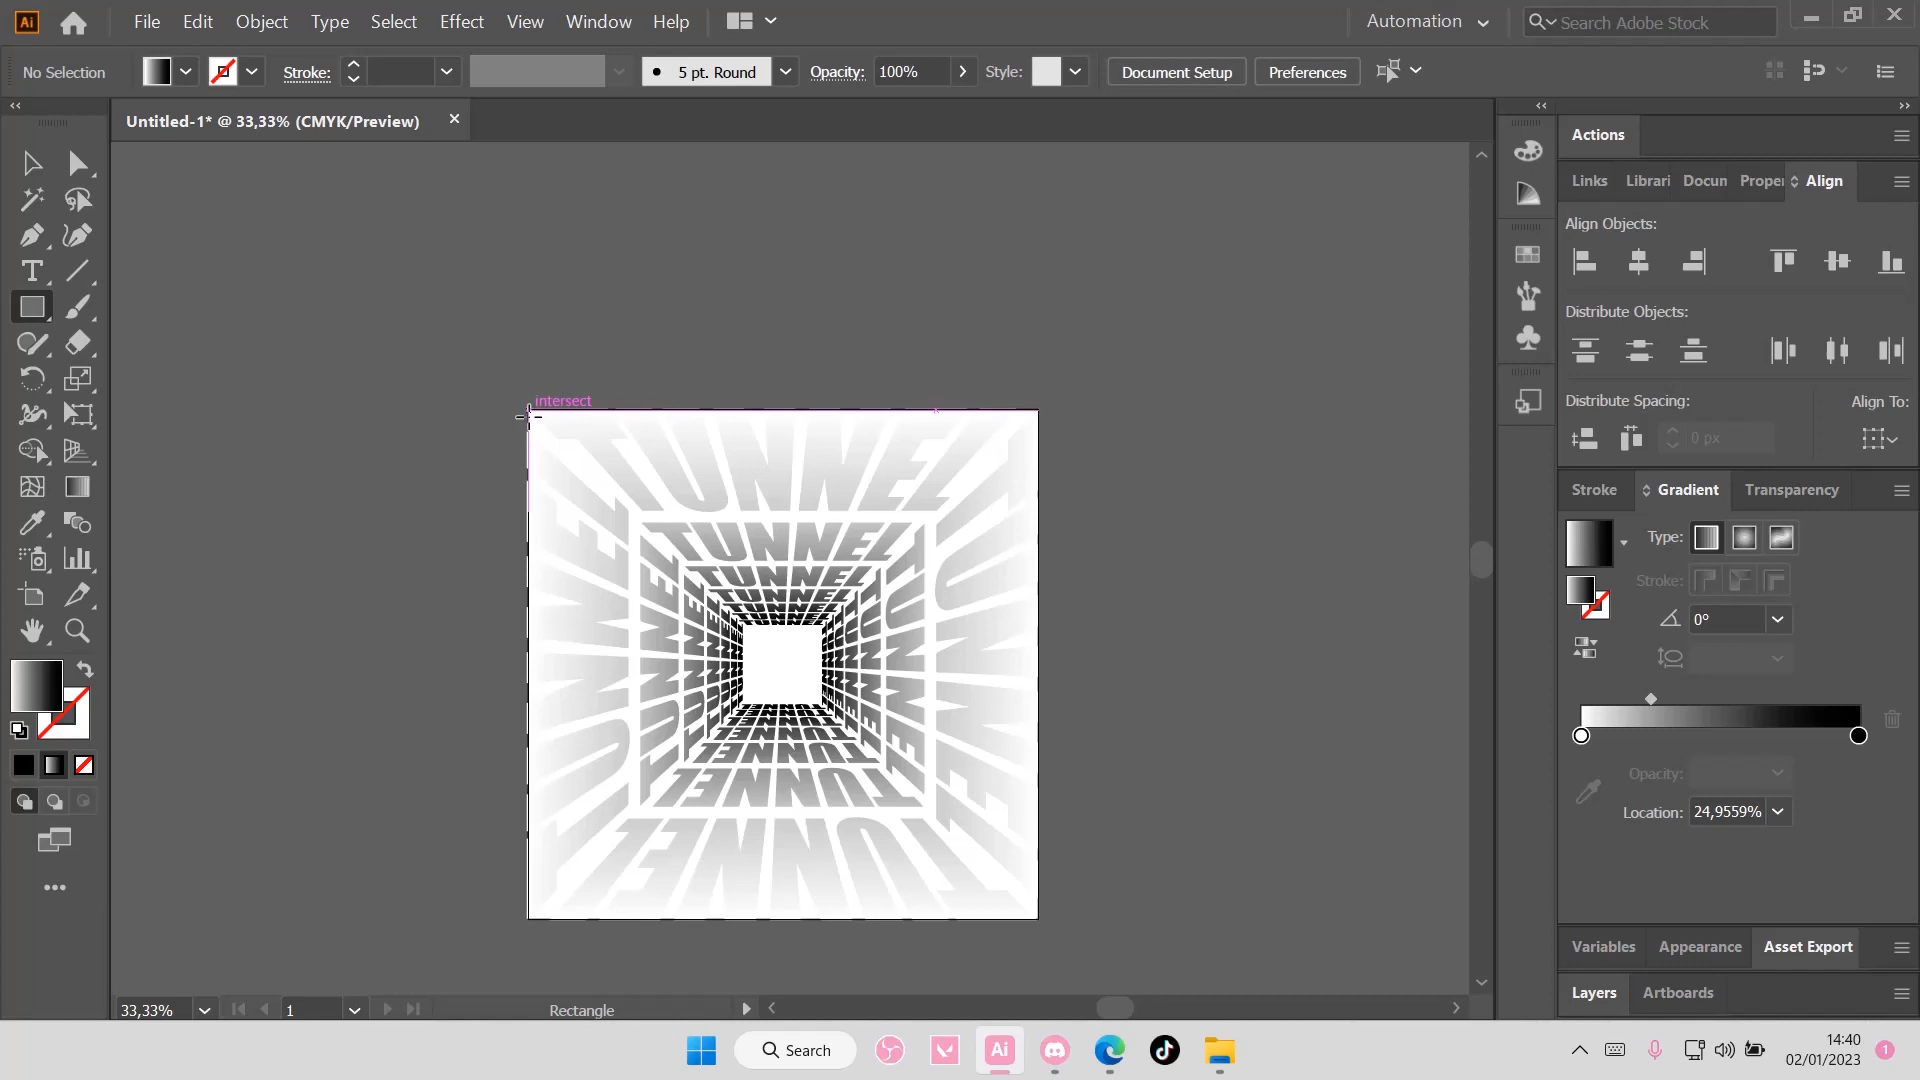 File Edit Object Type Select Effect View Window Help
Automation
Search Adobe Stock
No Selection
Stroke:
5 pt. Round
Opacity: 100%
Style:
Document Setup
Preferences
Untitled-1* @ 33,33% (CMYK/Preview)
Actions
Links Librari Docun Proper Align
Align Objects:
Distribute Objects:
Distribute Spacing:
Align To:
0 px
Stroke Gradient Transparency
Type:
Stroke:
0°
Opacity:
Location: 24,9559%
Variables Appearance Asset Export
Layers Artboards
intersect
TUNNEL
TUNNEL
TUNNEL
TUNNEL
TUNNEL
TUNNEL
TUNNEL
TUNNEL
33,33%
1
Rectangle
Search
Ai
14:40
02/01/2023
1